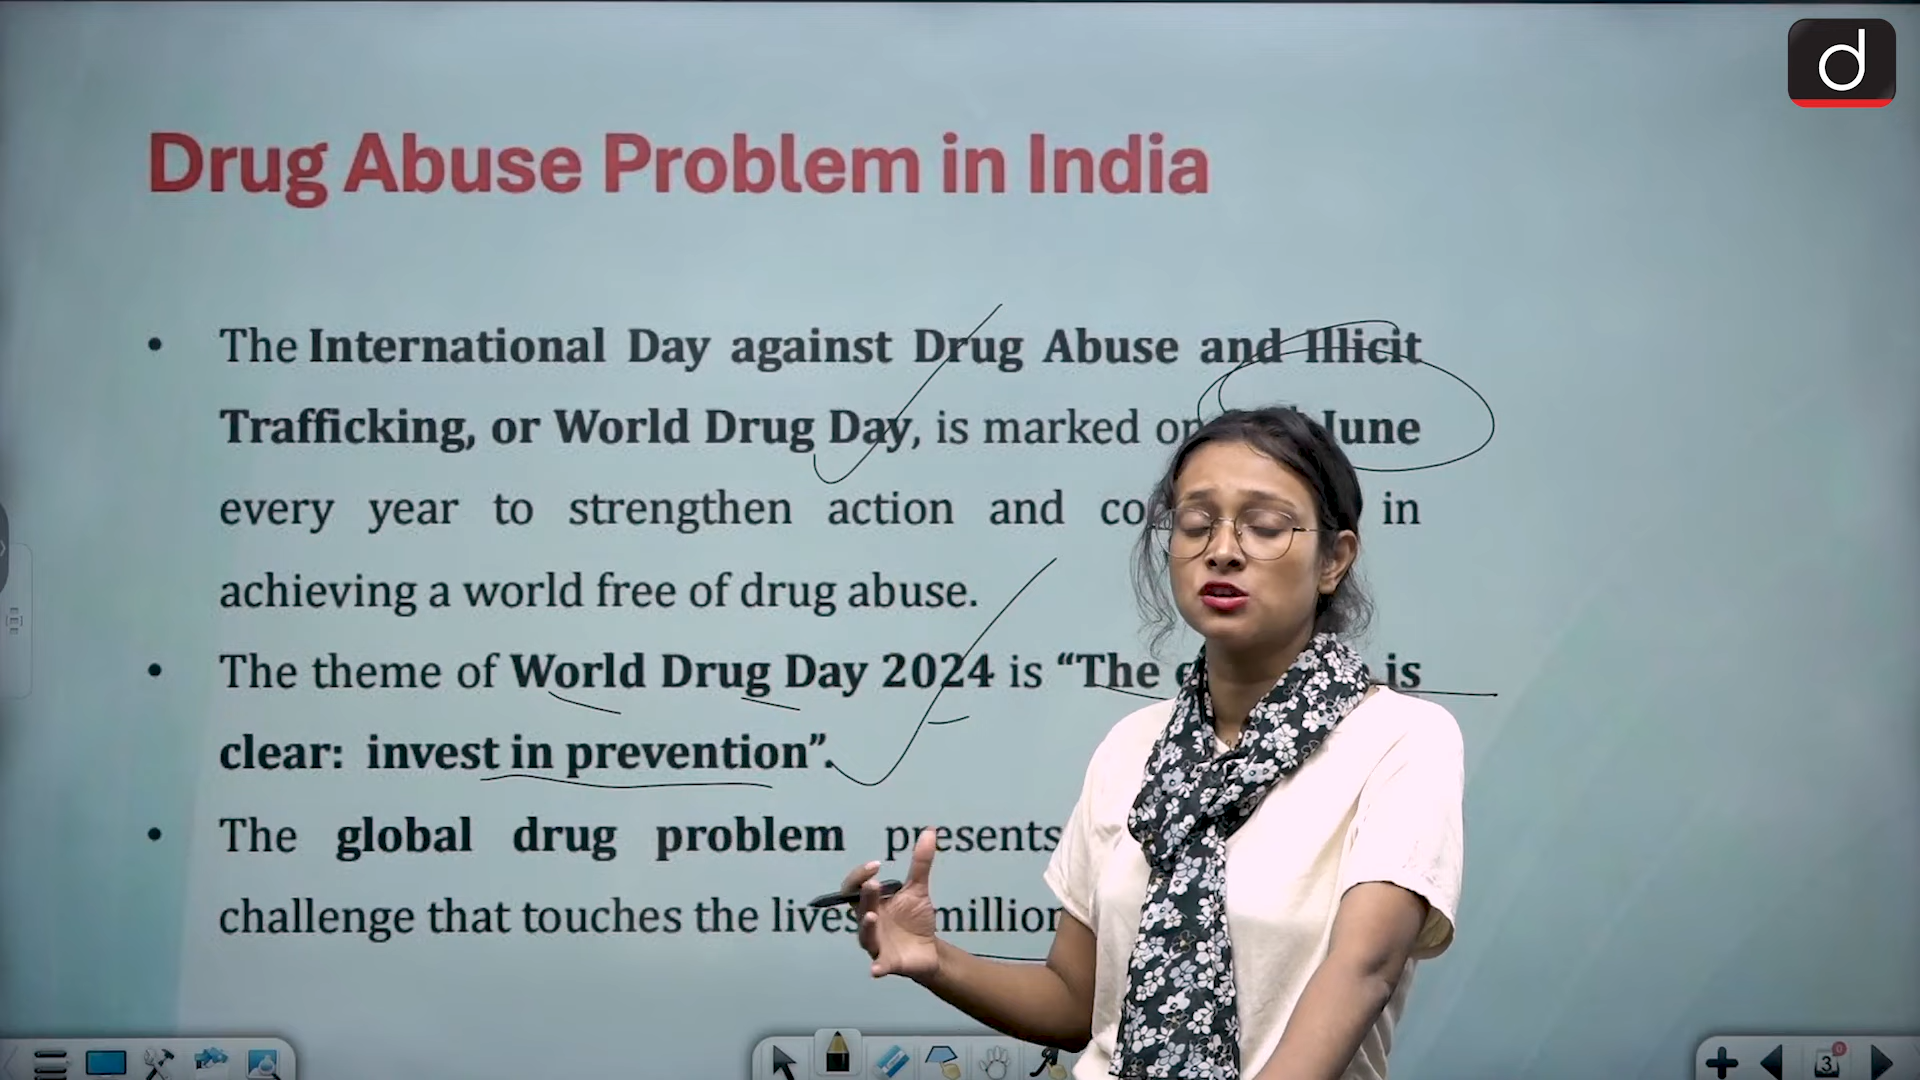 d
Drug Abuse Problem in India
• The International Day against Drug Abuse and Illicit
Trafficking, or World Drug Day, is marked on June
every year to strengthen action and in
achieving a world free of drug abuse.
• The theme of World Drug Day 2024 is “The is
clear: invest in prevention”.
• The global drug problem presents
challenge that touches the lives million
3
0